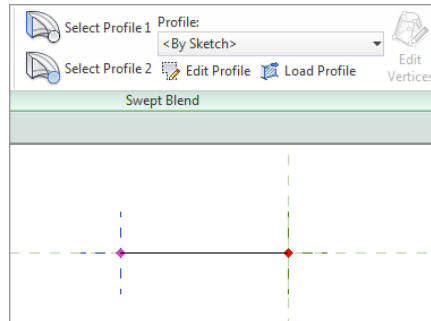 Select Profile 1
Profile:
<By Sketch>
Select Profile 2
Edit Profile
Load Profile
Edit
Vertices
Swept Blend